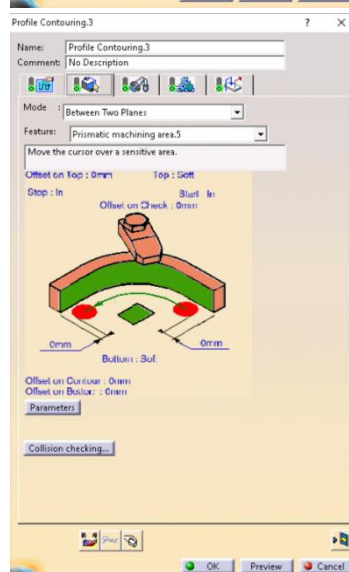 Profile Contouring.3 ? X
Name: Profile Contouring.3
Comment: No Description
Mode : Between Two Planes
Feature: Prismatic machining area.5
Move the cursor over a sensitive area.
Offset on Top : 0mm Top : Soft
Stop : In Start : In
Offset on Check : 0mm
0mm 0mm
Bottom : Sof.
Offset on Contour : 0mm
Offset on Bottom : 0mm
Parameters
Collision checking...
OK Preview Cancel